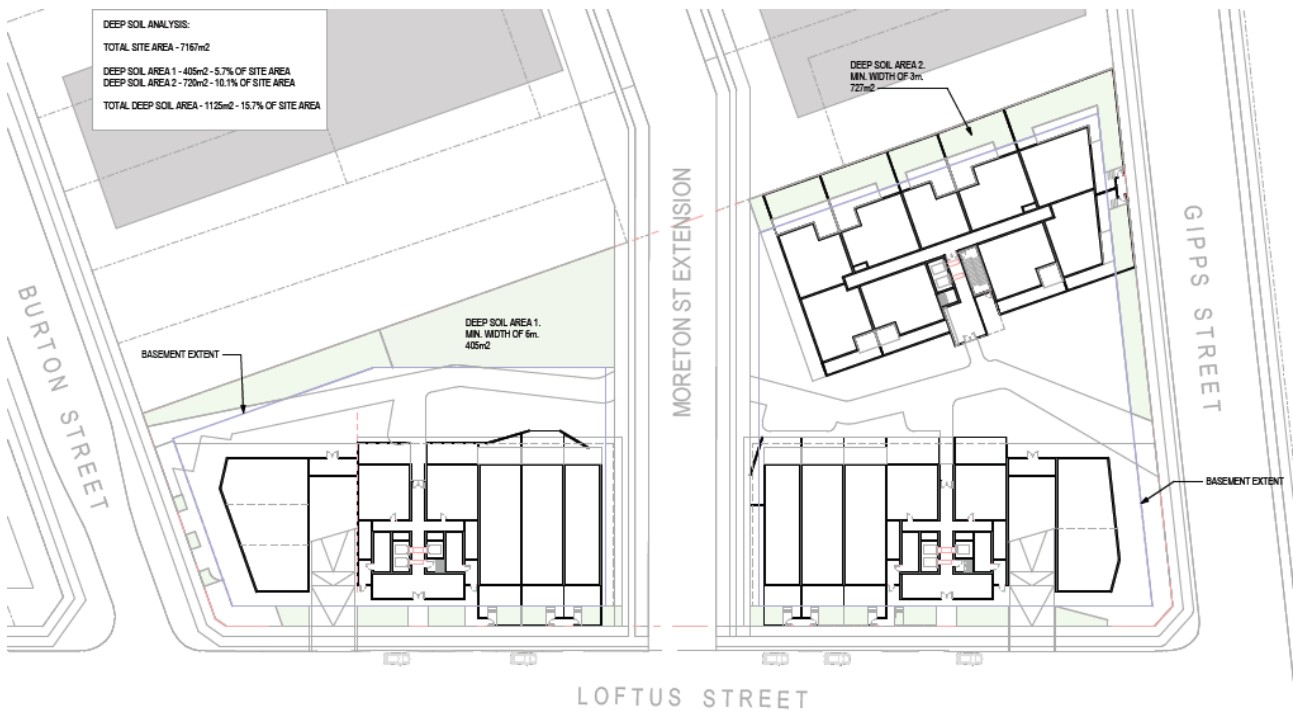 DEEP SOIL ANALYSIS:
TOTAL SITE AREA - 7167m2
DEEP SOIL AREA 1 - 405m2 - 5.7% OF SITE AREA
DEEP SOIL AREA 2 - 720m2 - 10.1% OF SITE AREA
TOTAL DEEP SOIL AREA - 1125m2 - 15.7% OF SITE AREA
DEEP SOIL AREA 2.
MIN. WIDTH OF 3m.
727m2
MORETON ST EXTENSION
GIPPS STREET
BURTON STREET
DEEP SOIL AREA 1.
MIN. WIDTH OF 6m.
405m2
BASEMENT EXTENT
BASEMENT EXTENT
LOFTUS STREET